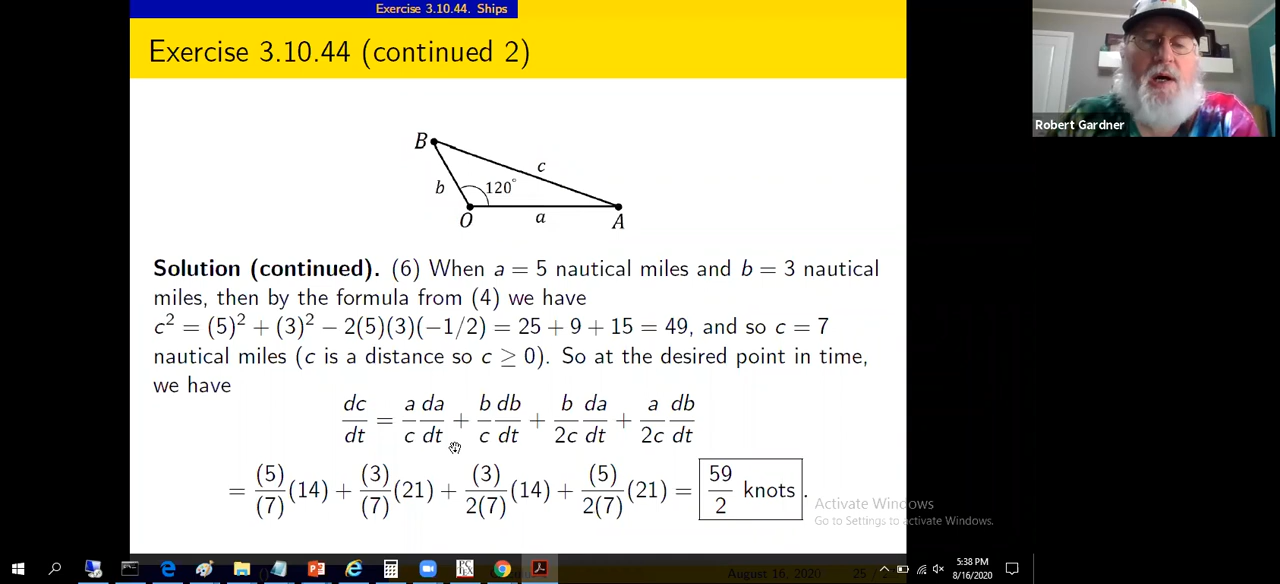 Exercise 3.10.44. Ships
Exercise 3.10.44 (continued 2)
Robert Gardner
B
c
b
120°
O
a
A
Solution (continued). (6) When a = 5 nautical miles and b = 3 nautical
miles, then by the formula from (4) we have
c² = (5)² + (3)² − 2(5)(3)(−1/2) = 25 + 9 + 15 = 49, and so c = 7
nautical miles (c is a distance so c ≥ 0). So at the desired point in time,
we have
dc/dt = a/c da/dt + b/c db/dt + b/2c da/dt + a/2c db/dt
= (5)/(7) (14) + (3)/(7) (21) + (3)/2(7) (14) + (5)/2(7) (21) = 59/2 knots.
Activate Windows
Go to Settings to activate Windows.
August 16, 2020
5:38 PM
8/16/2020